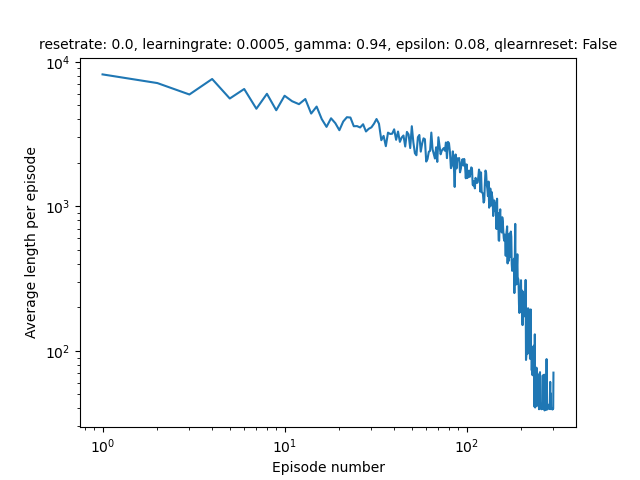 resetrate: 0.0, learningrate: 0.0005, gamma: 0.94, epsilon: 0.08, qlearnreset: False
10⁴
10³
10²
Average length per episode
10⁰ 10¹ 10²
Episode number